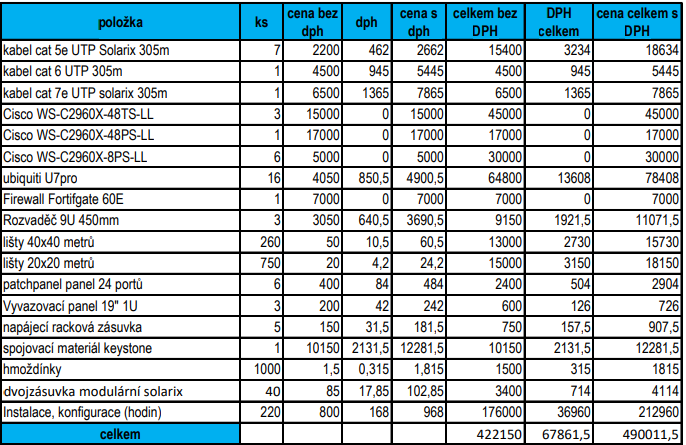 položka ks cena bez dph dph cena s dph celkem bez DPH DPH celkem cena celkem s DPH
kabel cat 5e UTP Solarix 305m 7 2200 462 2662 15400 3234 18634
kabel cat 6 UTP 305m 1 4500 945 5445 4500 945 5445
kabel cat 7e UTP solarix 305m 1 6500 1365 7865 6500 1365 7865
Cisco WS-C2960X-48TS-LL 3 15000 0 15000 45000 0 45000
Cisco WS-C2960X-48PS-LL 1 17000 0 17000 17000 0 17000
Cisco WS-C2960X-8PS-LL 6 5000 0 5000 30000 0 30000
ubiquiti U7pro 16 4050 850,5 4900,5 64800 13608 78408
Firewall Fortifgate 60E 1 7000 0 7000 7000 0 7000
Rozvaděč 9U 450mm 3 3050 640,5 3690,5 9150 1921,5 11071,5
lišty 40x40 metrů 260 50 10,5 60,5 13000 2730 15730
lišty 20x20 metrů 750 20 4,2 24,2 15000 3150 18150
patchpanel panel 24 portů 6 400 84 484 2400 504 2904
Vyvazovací panel 19" 1U 3 200 42 242 600 126 726
napájecí racková zásuvka 5 150 31,5 181,5 750 157,5 907,5
spojovací materiál keystone 1 10150 2131,5 12281,5 10150 2131,5 12281,5
hmoždínky 1000 1,5 0,315 1,815 1500 315 1815
dvojzásuvka modulární solarix 40 85 17,85 102,85 3400 714 4114
Instalace, konfigurace (hodin) 220 800 168 968 176000 36960 212960
celkem 422150 67861,5 490011,5